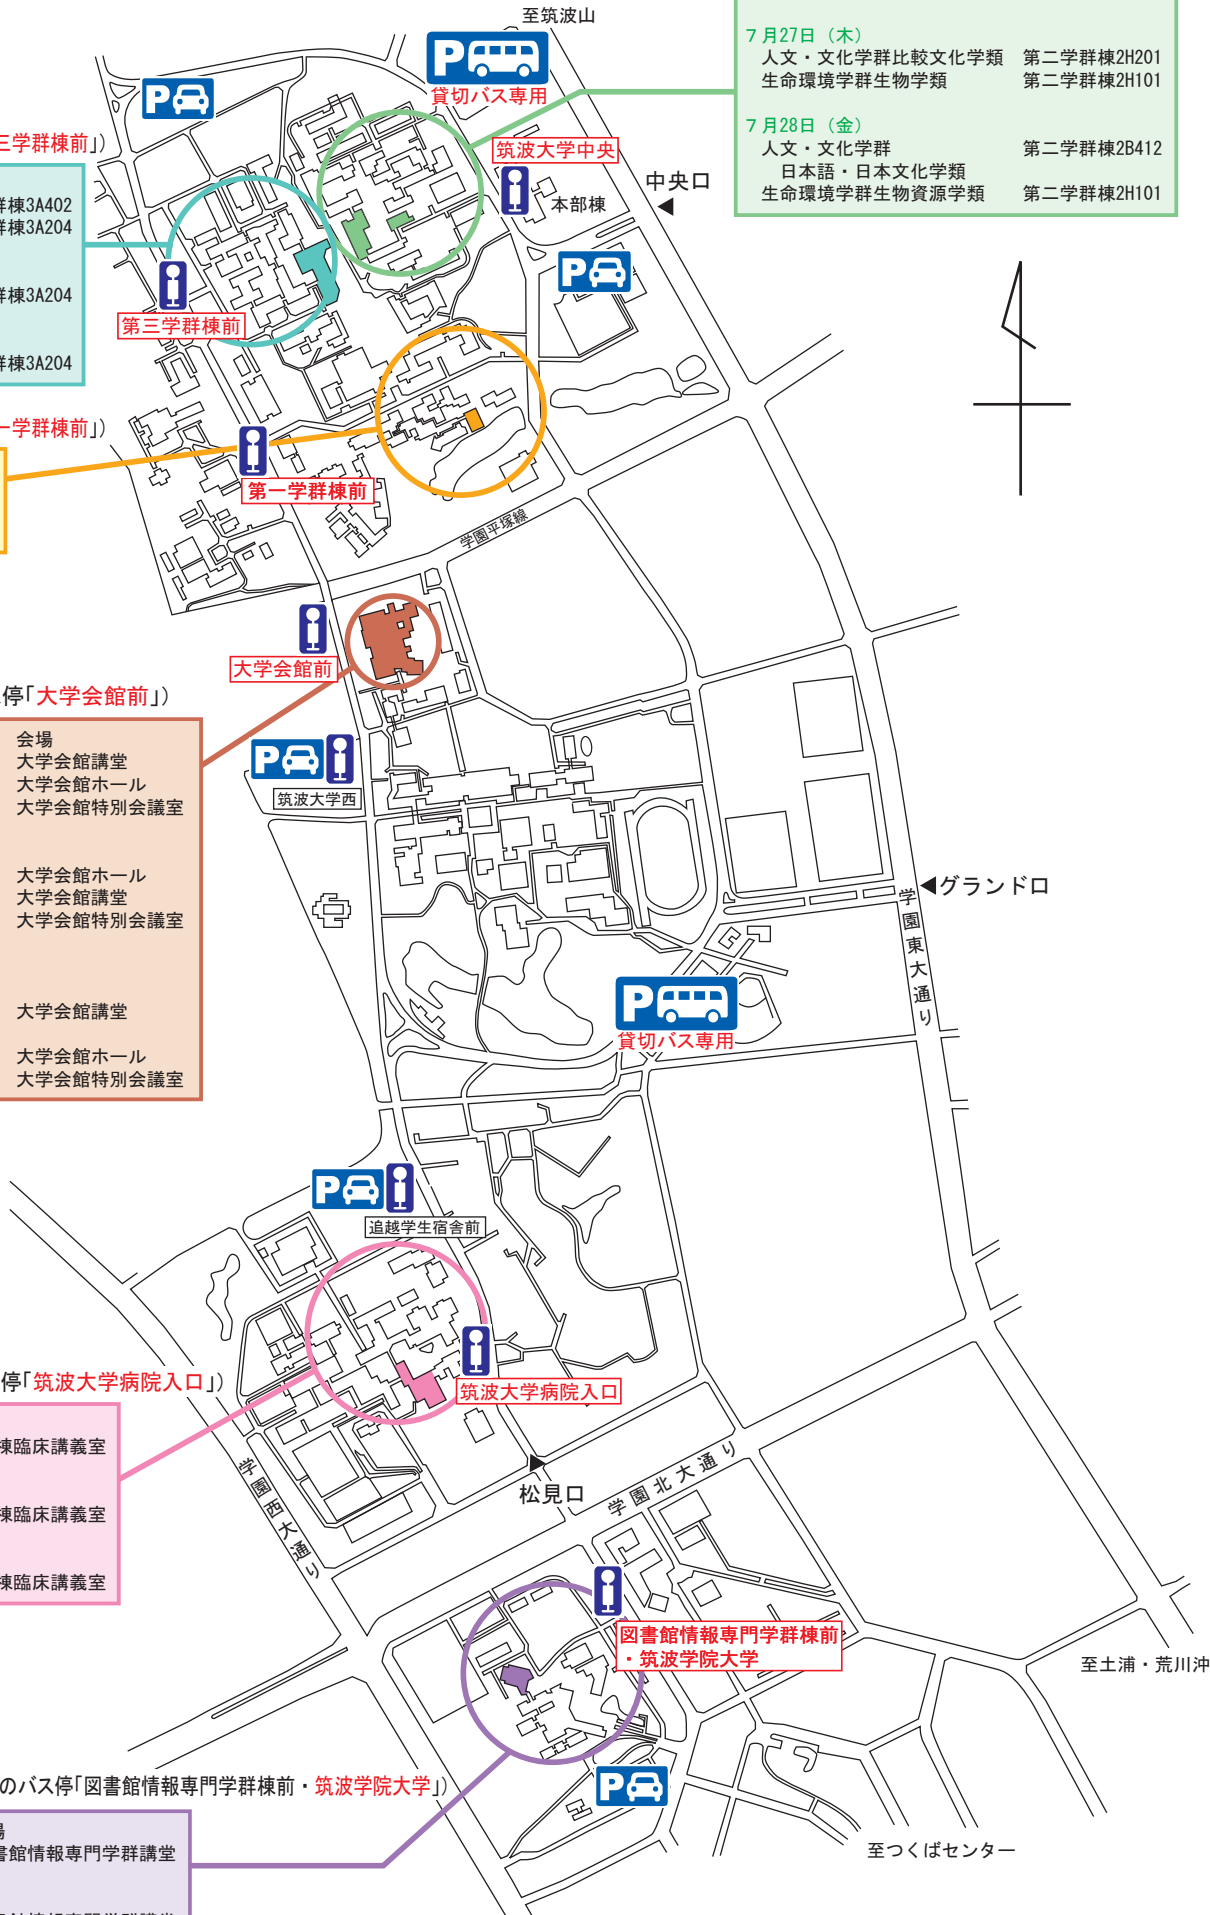 至筑波山
P
貸切バス専用
P
7月27日（木）
人文・文化学群比較文化学類 第二学群棟2H201
生命環境学群生物学類 第二学群棟2H101
7月28日（金）
人文・文化学群 第二学群棟2B412
日本語・日本文化学類
生命環境学群生物資源学類 第二学群棟2H101
三学群棟前」）
群棟3A402
群棟3A204
群棟3A204
群棟3A204
筑波大学中央
本部棟
中央口
P
第三学群棟前
一学群棟前」）
第一学群棟前
学園平塚線
大学会館前
停「大学会館前」）
会場
大学会館講堂
大学会館ホール
大学会館特別会議室
大学会館ホール
大学会館講堂
大学会館特別会議室
大学会館講堂
大学会館ホール
大学会館特別会議室
P
筑波大学西
グランド口
学園東大通り
P
貸切バス専用
P
追越学生宿舎前
停「筑波大学病院入口」）
棟臨床講義室
棟臨床講義室
棟臨床講義室
筑波大学病院入口
松見口
学園西大通り
学園北大通り
図書館情報専門学群棟前
・筑波学院大学
至土浦・荒川沖
P
のバス停「図書館情報専門学群棟前・筑波学院大学」）
場
書館情報専門学群講堂
至つくばセンター